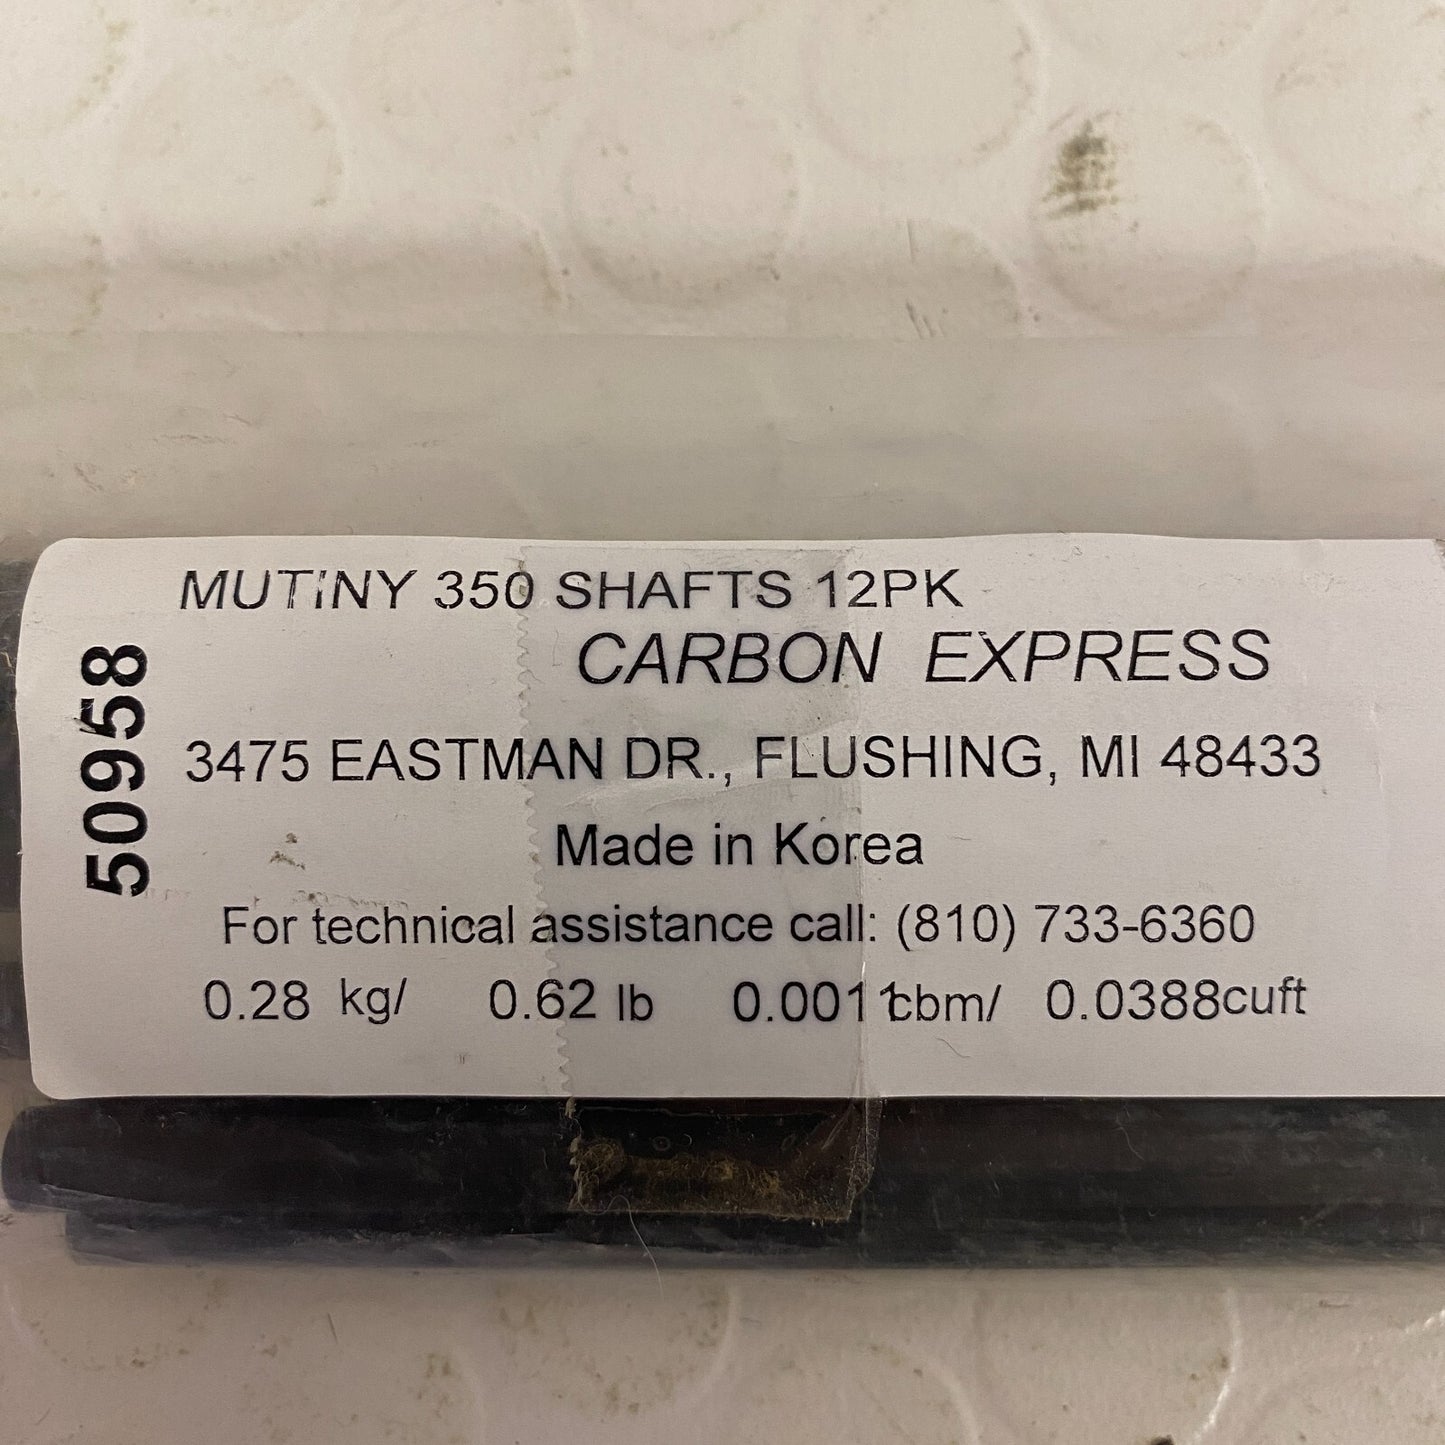 MUTINY 350 SHAFTS 12PK
CARBON EXPRESS
50958
3475 EASTMAN DR., FLUSHING, MI 48433
Made in Korea
For technical assistance call: (810) 733-6360
0.28 kg/ 0.62 lb 0.0011cbm/ 0.0388cuft